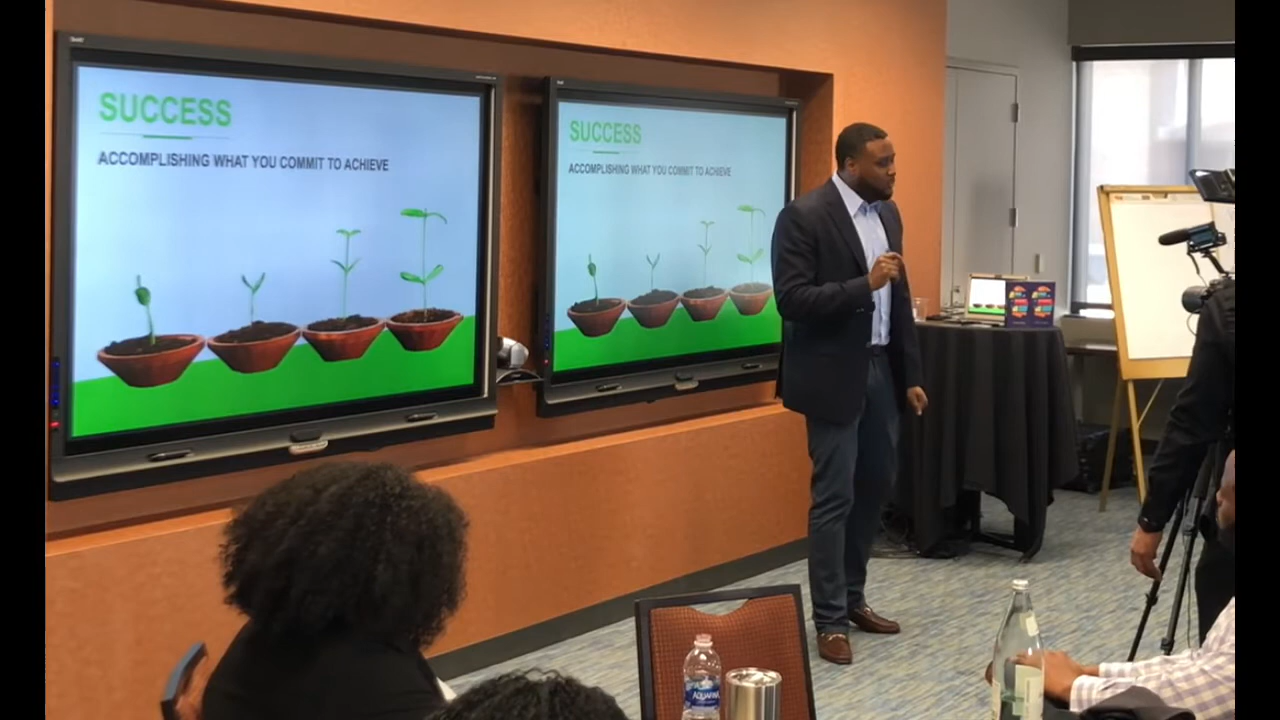 SUCCESS
ACCOMPLISHING WHAT YOU COMMIT TO ACHIEVE
SUCCESS
ACCOMPLISHING WHAT YOU COMMIT TO ACHIEVE
AQUAFINA